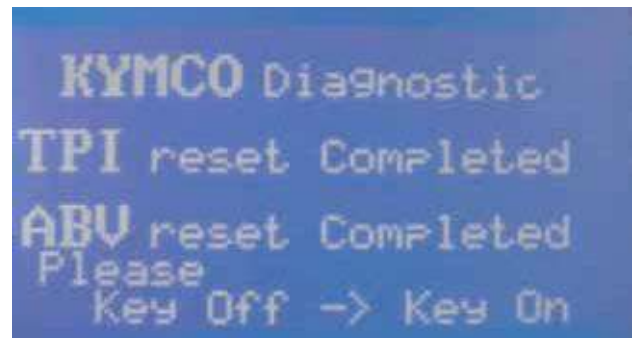 KYMCO Diagnostic
TPI reset Completed
ABV reset Completed
Please
Key Off -> Key On